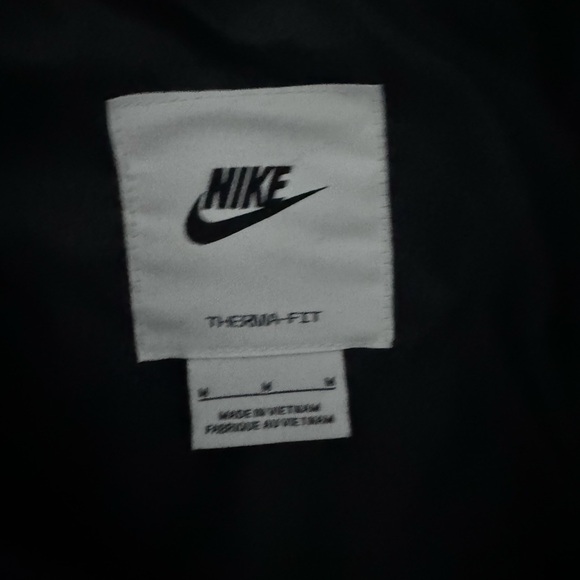 NIKE
THERMA-FIT
M M M
MADE IN VIETNAM
FABRIQUE AU VIETNAM